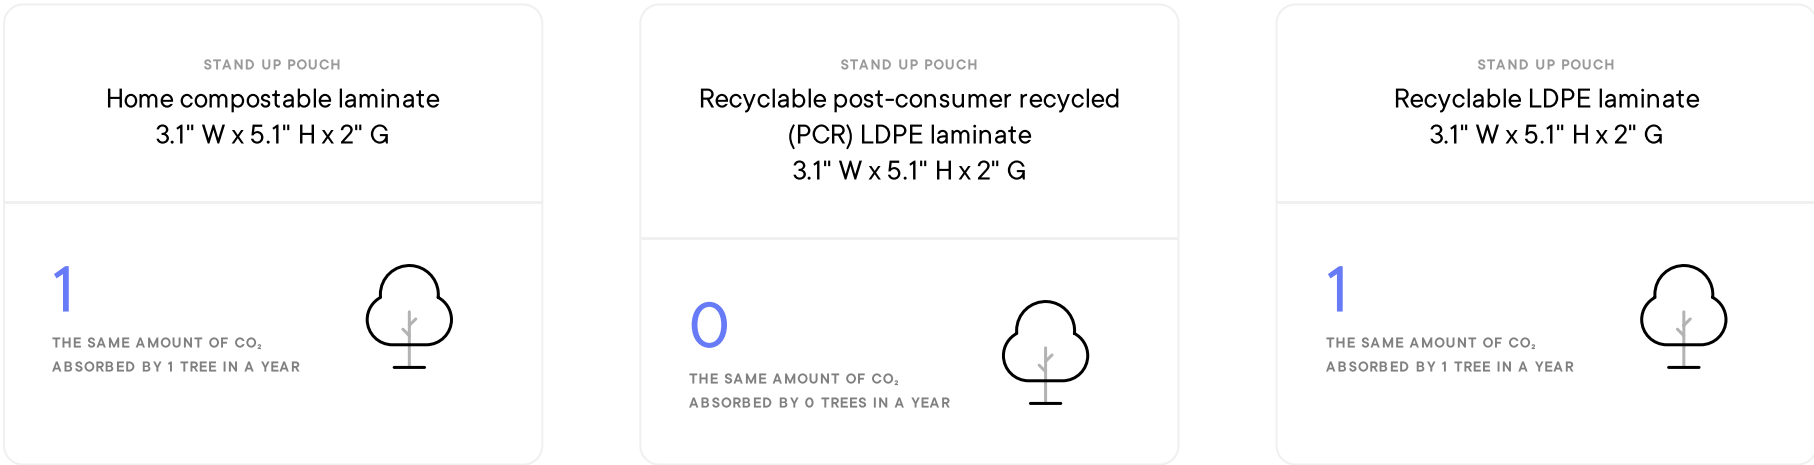 STAND UP POUCH
Home compostable laminate
3.1" W x 5.1" H x 2" G
1
THE SAME AMOUNT OF CO₂
ABSORBED BY 1 TREE IN A YEAR
STAND UP POUCH
Recyclable post-consumer recycled
(PCR) LDPE laminate
3.1" W x 5.1" H x 2" G
0
THE SAME AMOUNT OF CO₂
ABSORBED BY 0 TREES IN A YEAR
STAND UP POUCH
Recyclable LDPE laminate
3.1" W x 5.1" H x 2" G
1
THE SAME AMOUNT OF CO₂
ABSORBED BY 1 TREE IN A YEAR